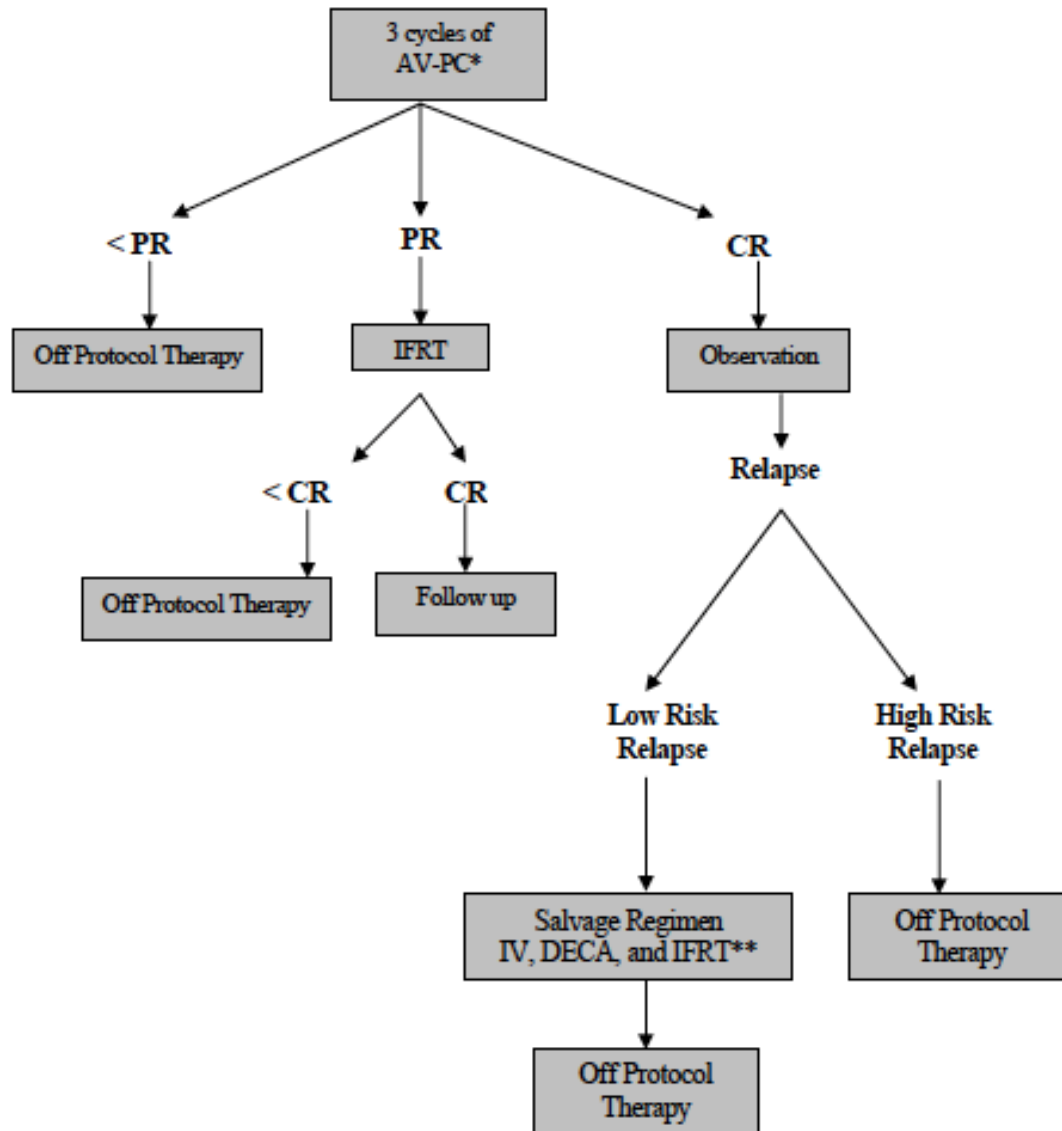 3 cycles of
AV-PC*
< PR
PR
CR
Off Protocol Therapy
IFRT
Observation
Relapse
< CR
CR
Off Protocol Therapy
Follow up
Low Risk
Relapse
High Risk
Relapse
Salvage Regimen
IV, DECA, and IFRT**
Off Protocol
Therapy
Off Protocol
Therapy